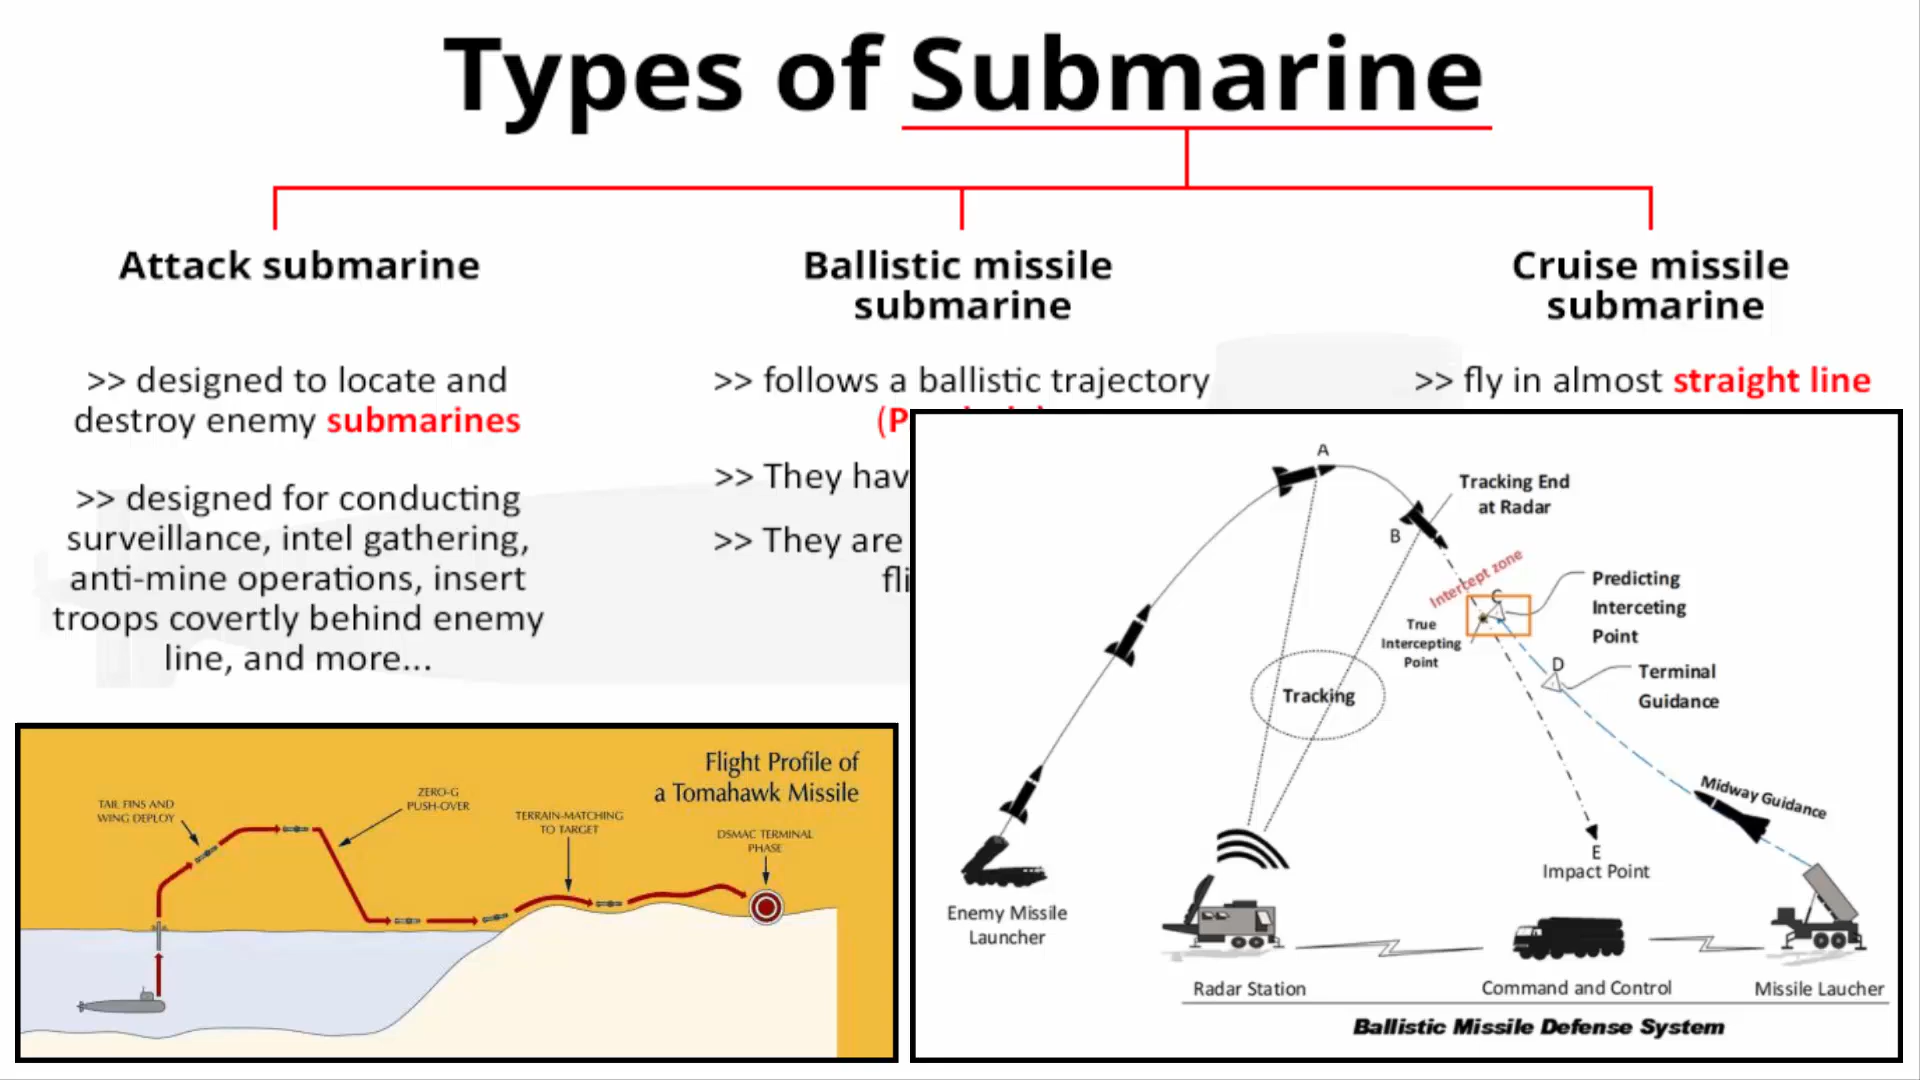 Types of Submarine
Attack submarine
>> designed to locate and
destroy enemy submarines
>> designed for conducting
surveillance, intel gathering,
anti-mine operations, insert
troops covertly behind enemy
line, and more...
Ballistic missile
submarine
>> follows a ballistic trajectory
>> They hav
>> They are
fli
Cruise missile
submarine
>> fly in almost straight line
Flight Profile of
a Tomahawk Missile
TAIL FINS AND
WING DEPLOY
ZERO-G
PUSH-OVER
TERRAIN-MATCHING
TO TARGET
DSMAC TERMINAL
PHASE
A
Tracking End
at Radar
B
Intercept zone
C
Predicting
Interceting
Point
True
Intercepting
Point
D
Terminal
Guidance
Tracking
Midway Guidance
E
Impact Point
Enemy Missile
Launcher
Radar Station
Command and Control
Missile Laucher
Ballistic Missile Defense System